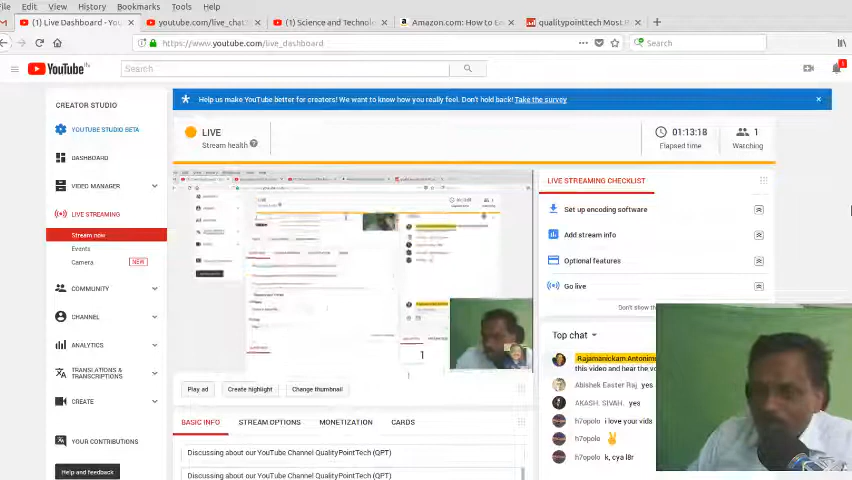 File Edit View History Bookmarks Tools Help
(1) Live Dashboard - You
youtube.com/live_chat
(1) Science and Technolo
Amazon.com: How to Em
qualitypointtech Most R
https://www.youtube.com/live_dashboard
Search
YouTube IN
Search
1
CREATOR STUDIO
YOUTUBE STUDIO BETA
DASHBOARD
VIDEO MANAGER
LIVE STREAMING
Stream now
Events
Camera NEW
COMMUNITY
CHANNEL
ANALYTICS
TRANSLATIONS &
TRANSCRIPTIONS
CREATE
YOUR CONTRIBUTIONS
Help and feedback
Help us make YouTube better for creators! We want to know how you really feel. Don't hold back! Take the survey
LIVE
Stream health
01:13:18
Elapsed time
1
Watching
Play ad
Create highlight
Change thumbnail
BASIC INFO
STREAM OPTIONS
MONETIZATION
CARDS
Discussing about our YouTube Channel QualityPointTech (QPT)
Discussing about our YouTube Channel QualityPointTech (QPT)
LIVE STREAMING CHECKLIST
Set up encoding software
Add stream info
Optional features
Go live
Don't show th
Top chat
Rajamanickam.Antonimu
this video and hear the vo
Abishek Easter Raj yes
AKASH. SIVAH. yes
h7opolo i love your vids
h7opolo
h7opolo k, cya l8r